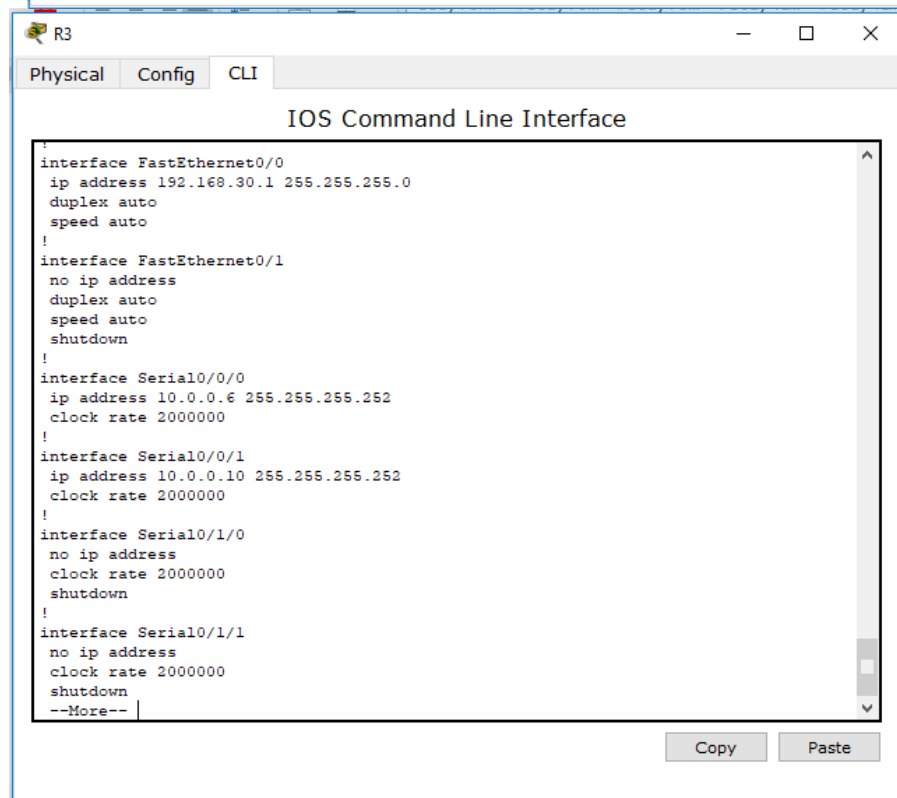 R3
Physical
Config
CLI
IOS Command Line Interface
!
interface FastEthernet0/0
ip address 192.168.30.1 255.255.255.0
duplex auto
speed auto
!
interface FastEthernet0/1
no ip address
duplex auto
speed auto
shutdown
!
interface Serial0/0/0
ip address 10.0.0.6 255.255.255.252
clock rate 2000000
!
interface Serial0/0/1
ip address 10.0.0.10 255.255.255.252
clock rate 2000000
!
interface Serial0/1/0
no ip address
clock rate 2000000
shutdown
!
interface Serial0/1/1
no ip address
clock rate 2000000
shutdown
--More--
Copy
Paste